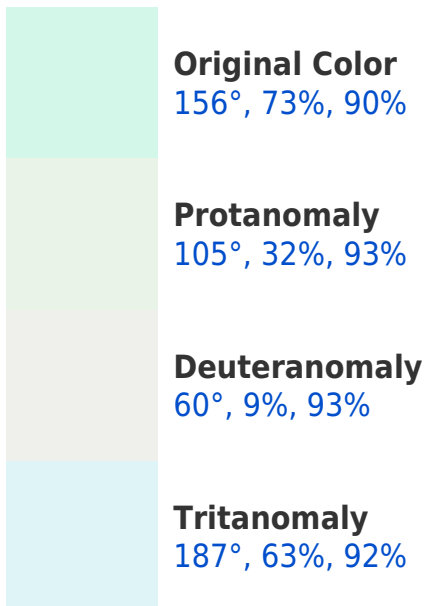 Original Color
156°, 73%, 90%
Protanomaly
105°, 32%, 93%
Deuteranomaly
60°, 9%, 93%
Tritanomaly
187°, 63%, 92%